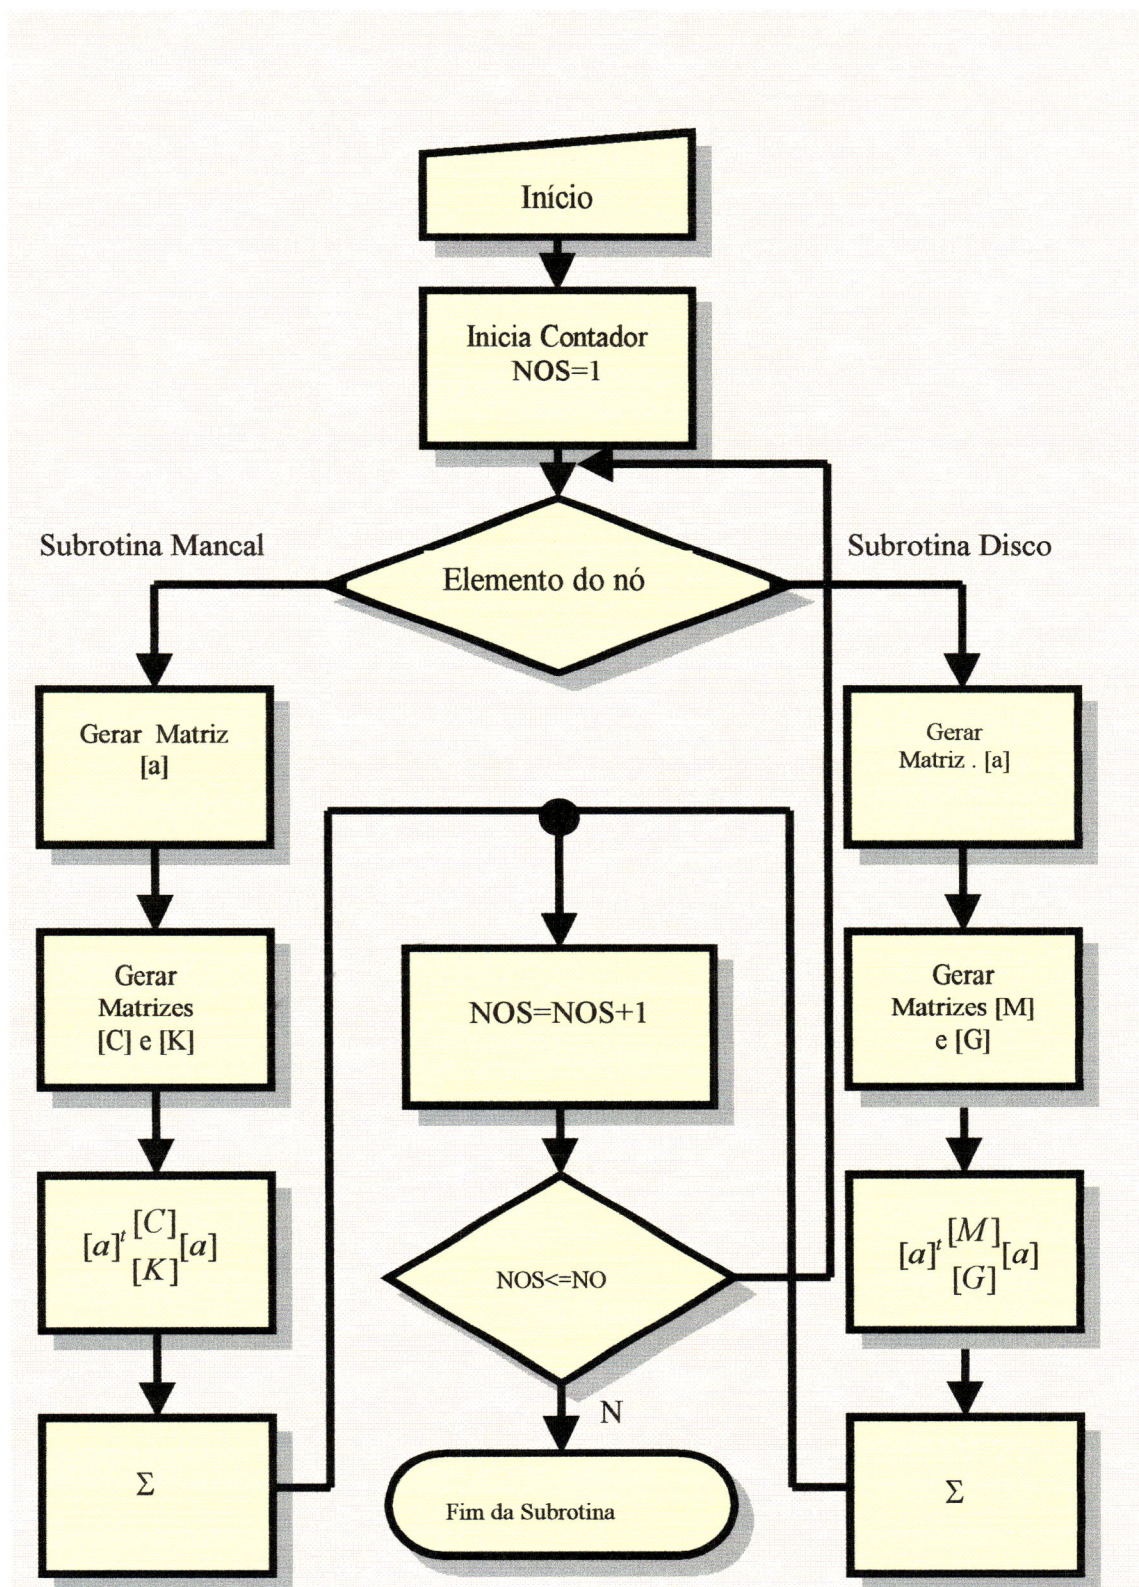 Início
Inicia Contador
NOS=1
Subrotina Mancal
Elemento do nó
Subrotina Disco
Gerar Matriz
[a]
Gerar
Matriz . [a]
Gerar
Matrizes
[C] e [K]
NOS=NOS+1
Gerar
Matrizes [M]
e [G]
[a]^t [C] [K] [a]
NOS<=NO
[a]^t [M] [G] [a]
Σ
N
Fim da Subrotina
Σ